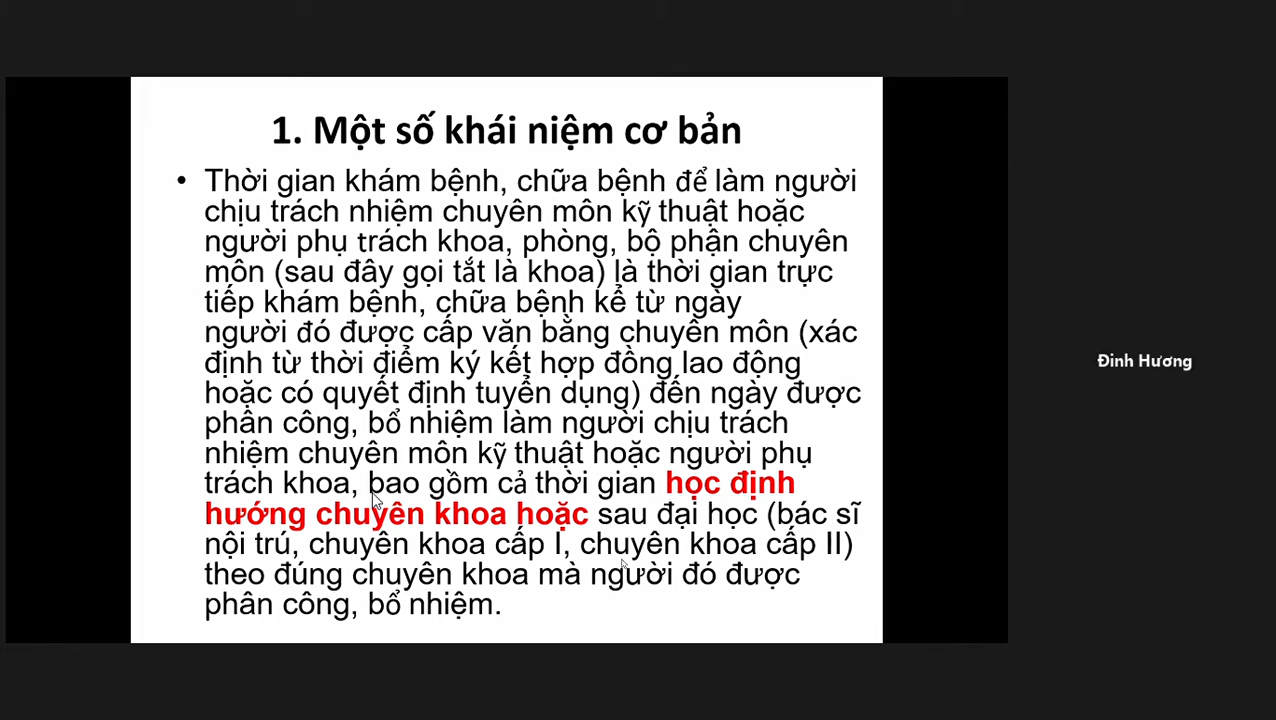 1. Một số khái niệm cơ bản
• Thời gian khám bệnh, chữa bệnh để làm người
chịu trách nhiệm chuyên môn kỹ thuật hoặc
người phụ trách khoa, phòng, bộ phận chuyên
môn (sau đây gọi tắt là khoa) là thời gian trực
tiếp khám bệnh, chữa bệnh kể từ ngày
người đó được cấp văn bằng chuyên môn (xác
định từ thời điểm ký kết hợp đồng lao động
hoặc có quyết định tuyển dụng) đến ngày được
phân công, bổ nhiệm làm người chịu trách
nhiệm chuyên môn kỹ thuật hoặc người phụ
trách khoa, bao gồm cả thời gian học định
hướng chuyên khoa hoặc sau đại học (bác sĩ
nội trú, chuyên khoa cấp I, chuyên khoa cấp II)
theo đúng chuyên khoa mà người đó được
phân công, bổ nhiệm.
Đinh Hương